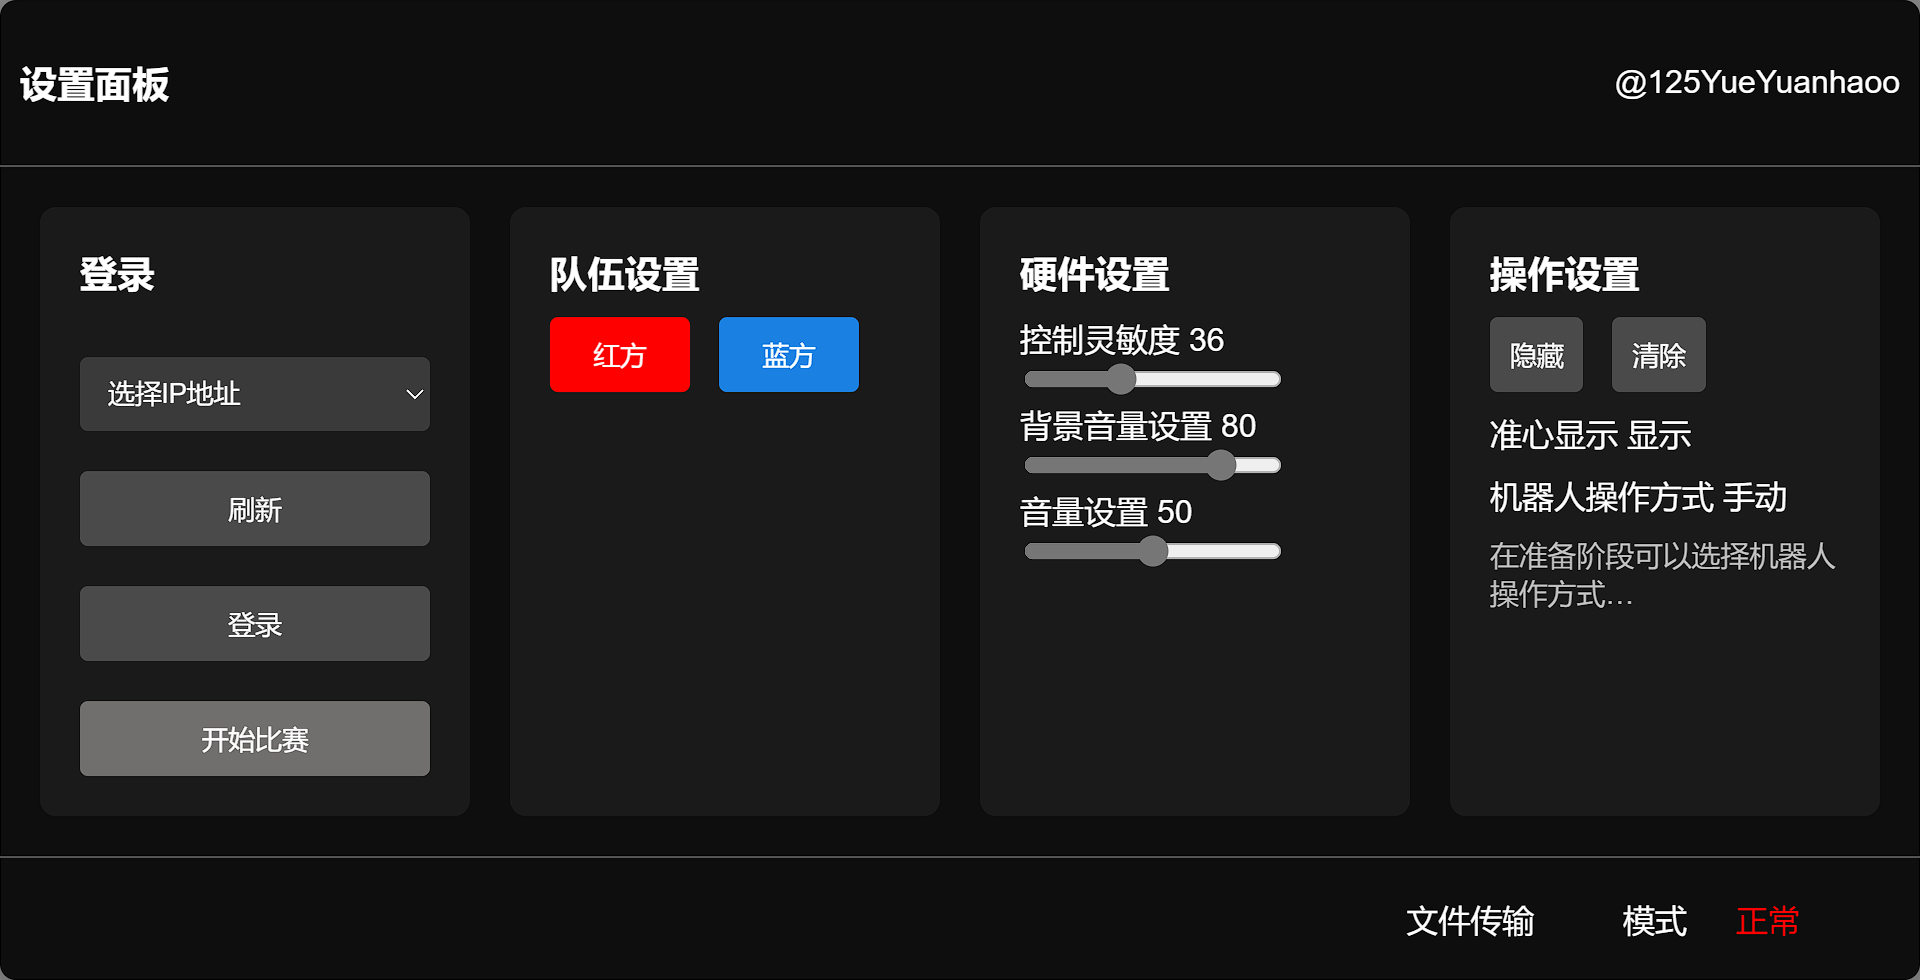 设置面板
@125YueYuanhaoo
登录
选择IP地址
刷新
登录
开始比赛
队伍设置
红方
蓝方
硬件设置
控制灵敏度 36
背景音量设置 80
音量设置 50
操作设置
隐藏
清除
准心显示 显示
机器人操作方式 手动
在准备阶段可以选择机器人
操作方式…
文件传输
模式
正常